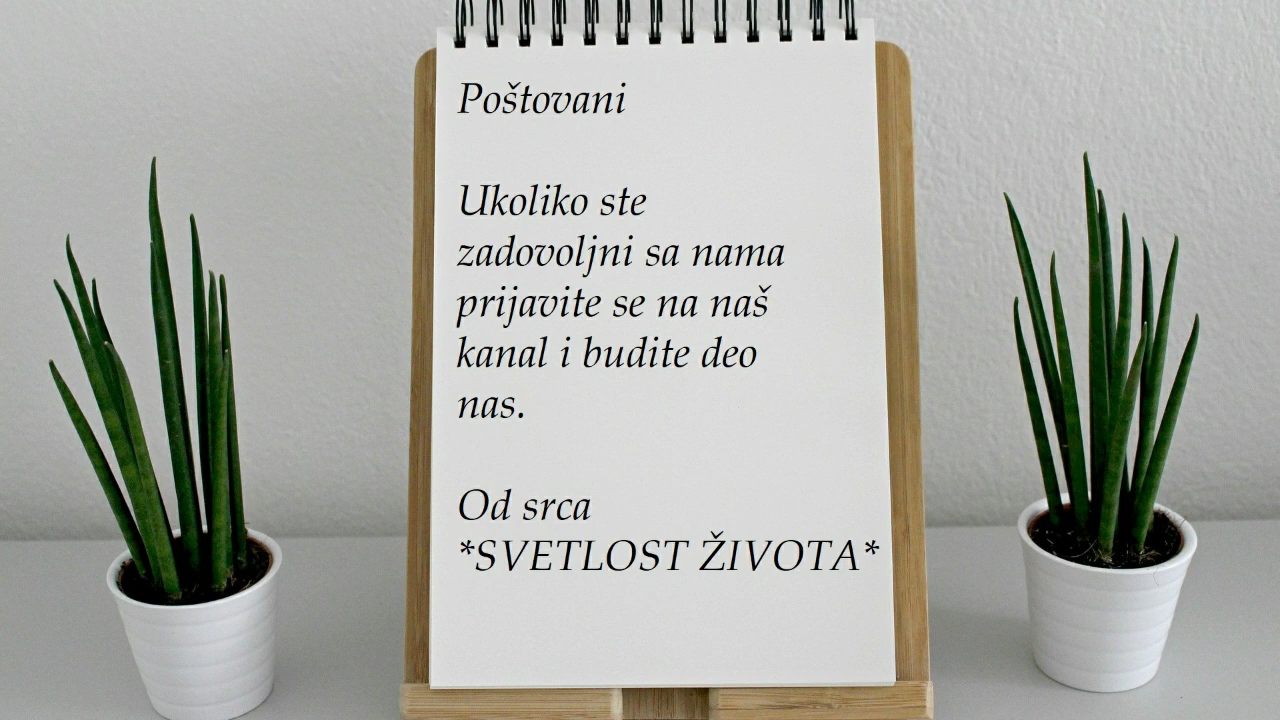 Poštovani
Ukoliko ste
zadovoljni sa nama
prijavite se na naš
kanal i budite deo
nas.
Od srca
*SVETLOST ŽIVOTA*